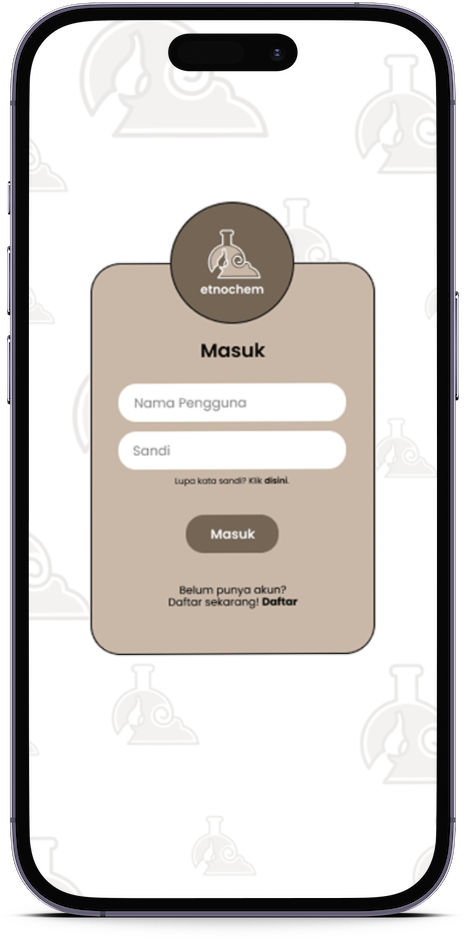 etnochem
Masuk
Nama Pengguna
Sandi
Lupa kata sandi? Klik disini.
Masuk
Belum punya akun?
Daftar sekarang! Daftar